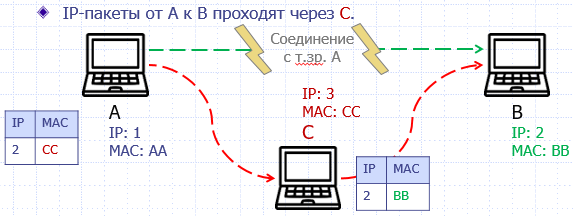 IP-пакеты от A к B проходят через C.
Соединение
с т.зр. A
IP: 3
MAC: CC
C
A
IP: 1
MAC: AA
B
IP: 2
MAC: BB
IP MAC
2 CC
IP MAC
2 BB